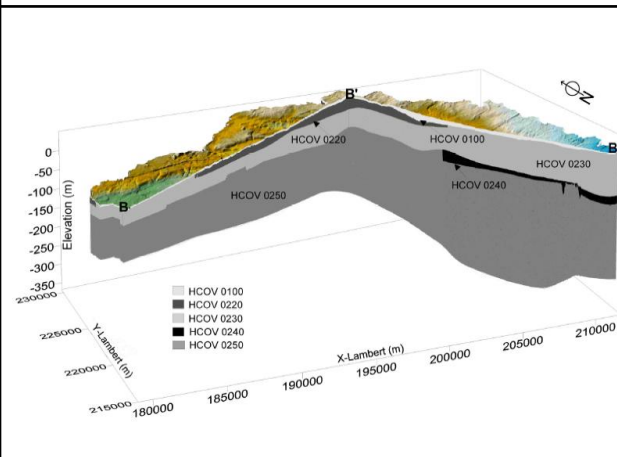 B'
N
0
-50
-100
-150
-200
-250
-300
-350
Elevation (m)
HCOV 0220
HCOV 0100
HCOV 0230
HCOV 0240
HCOV 0250
B
B
HCOV 0100
HCOV 0220
HCOV 0230
HCOV 0240
HCOV 0250
230000
225000
220000
215000
Y-Lambert (m)
X-Lambert (m)
180000
185000
190000
195000
200000
205000
210000